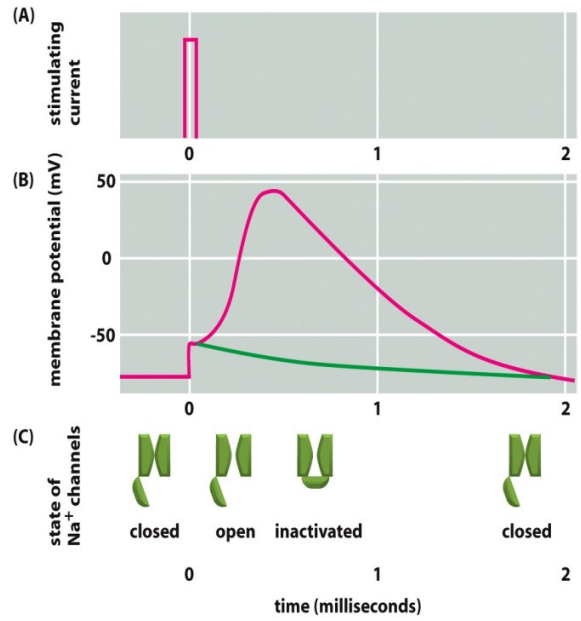 (A)
stimulating
current
0
1
2
(B)
membrane potential (mV)
50
0
-50
0
1
2
(C)
state of
Na+ channels
closed
open
inactivated
closed
0
1
2
time (milliseconds)